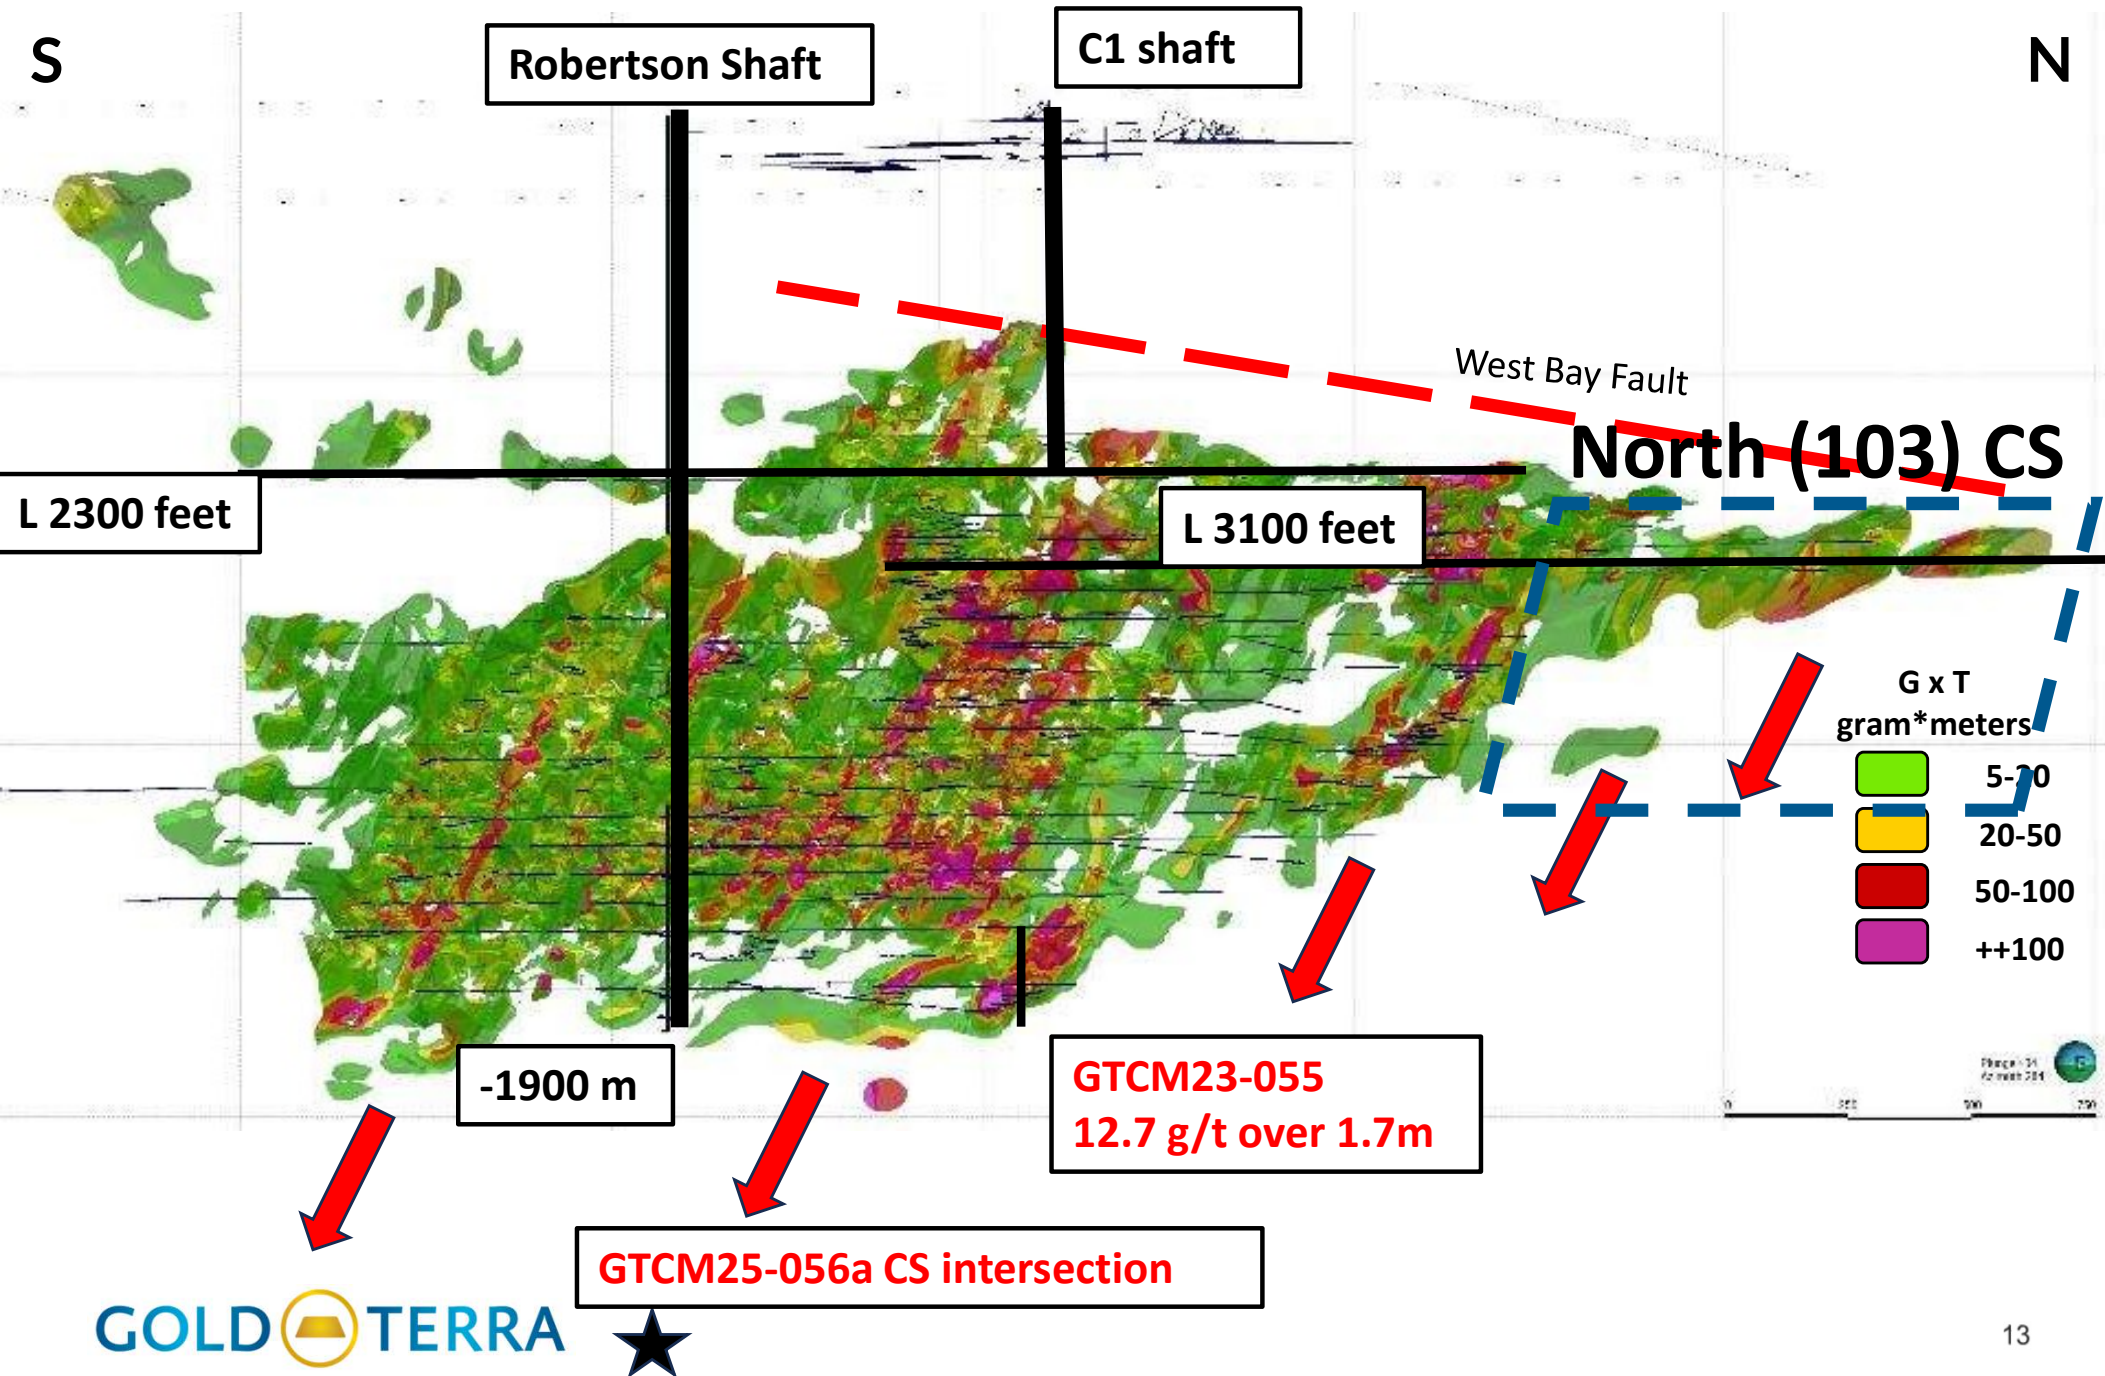 S
Robertson Shaft
C1 shaft
N
West Bay Fault
North (103) CS
L 2300 feet
L 3100 feet
G x T
gram*meters
5-20
20-50
50-100
++100
-1900 m
GTCM23-055
12.7 g/t over 1.7m
0
GTCM25-056a CS intersection
GOLD TERRA
13